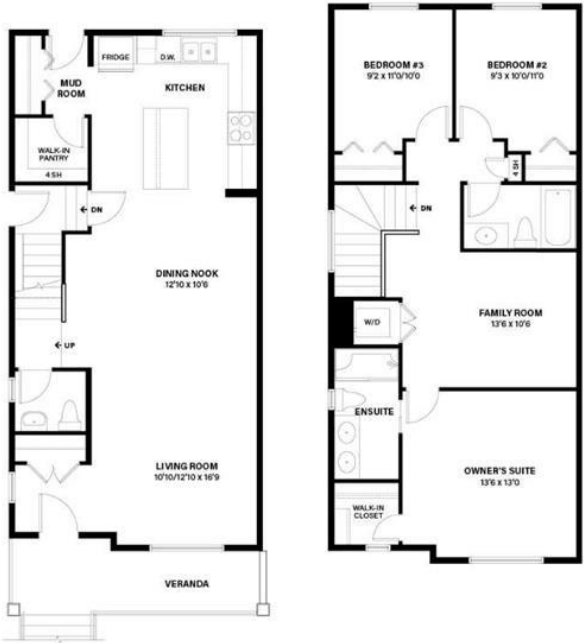 FRIDGE
D.W.
MUD
ROOM
KITCHEN
WALK-IN
PANTRY
4 SH
← DN
DINING NOOK
12'10 x 10'6
← UP
LIVING ROOM
10'10/12'10 x 16'9
VERANDA
BEDROOM #3
9'2 x 11'0/10'0
BEDROOM #2
9'3 x 10'0/11'0
4 SH
← DN
FAMILY ROOM
13'6 x 10'6
W/D
ENSUITE
OWNER'S SUITE
13'6 x 13'0
WALK-IN
CLOSET